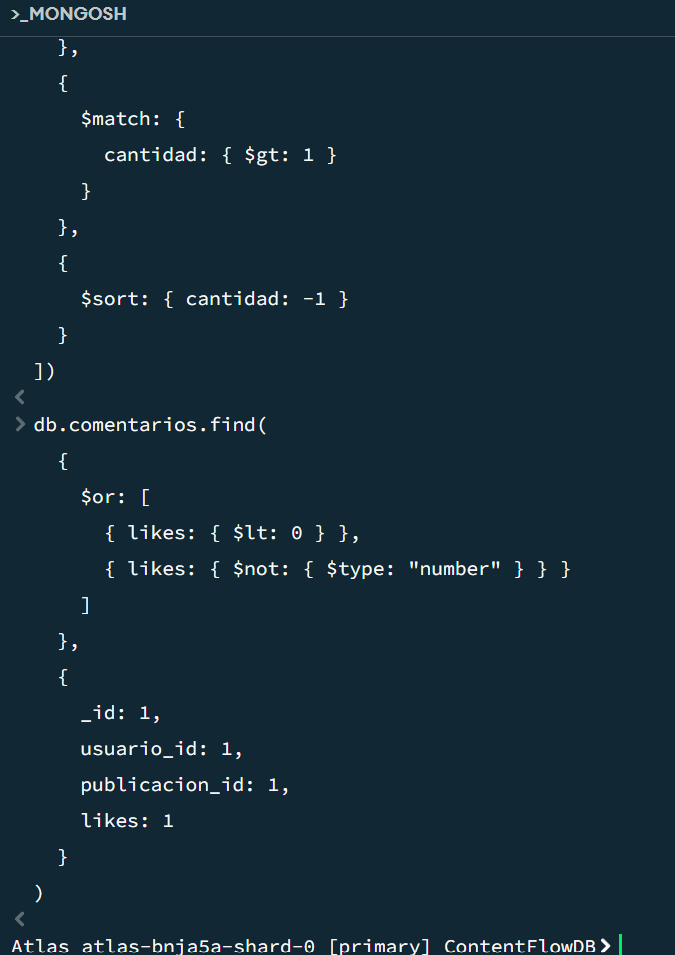 >_MONGOSH
},
{
$match: {
cantidad: { $gt: 1 }
}
},
{
$sort: { cantidad: -1 }
}
])
<
> db.comentarios.find(
{
$or: [
{ likes: { $lt: 0 } },
{ likes: { $not: { $type: "number" } } }
]
},
{
_id: 1,
usuario_id: 1,
publicacion_id: 1,
likes: 1
}
)
<
Atlas atlas-bnja5a-shard-0 [primary] ContentFlowDB>